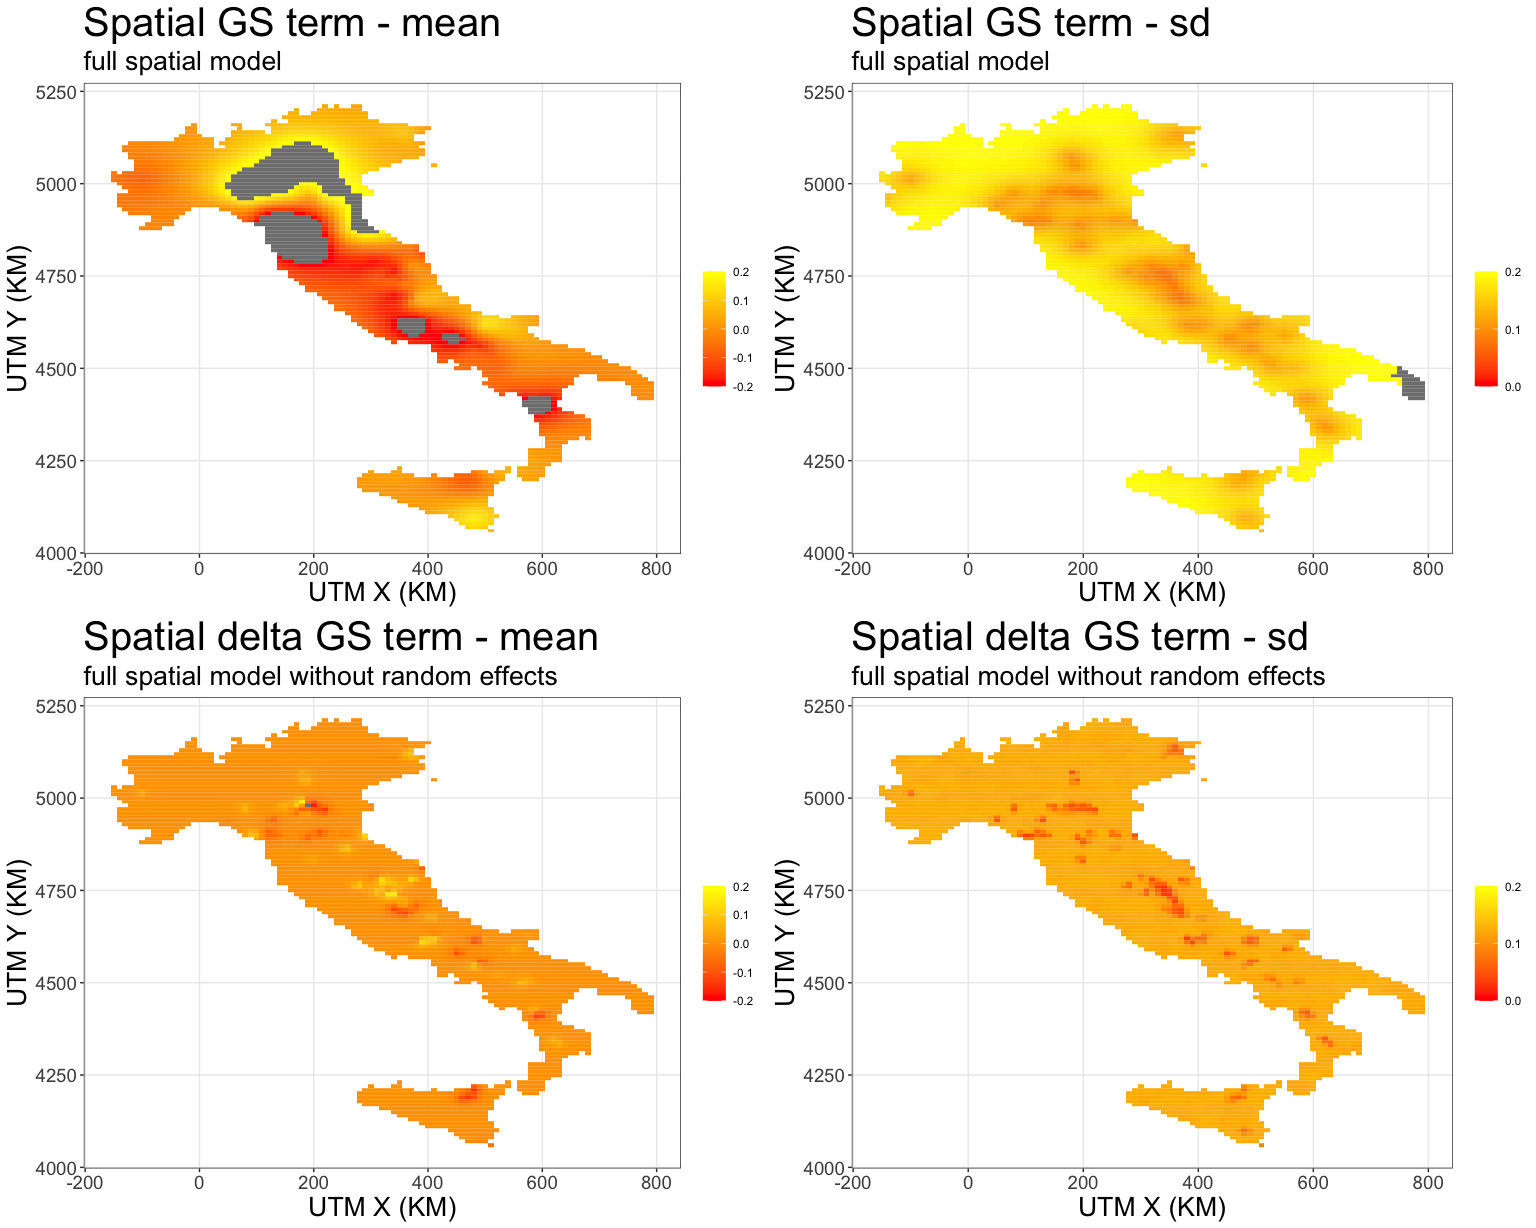 Spatial GS term - mean
full spatial model
5250
5000
4750
4500
4250
4000
-200 0 200 400 600 800
UTM X (KM)
UTM Y (KM)
0.2
0.1
0.0
-0.1
-0.2
Spatial GS term - sd
full spatial model
5250
5000
4750
4500
4250
4000
-200 0 200 400 600 800
UTM X (KM)
UTM Y (KM)
0.2
0.1
0.0
Spatial delta GS term - mean
full spatial model without random effects
5250
5000
4750
4500
4250
4000
-200 0 200 400 600 800
UTM X (KM)
UTM Y (KM)
0.2
0.1
0.0
-0.1
-0.2
Spatial delta GS term - sd
full spatial model without random effects
5250
5000
4750
4500
4250
4000
-200 0 200 400 600 800
UTM X (KM)
UTM Y (KM)
0.2
0.1
0.0